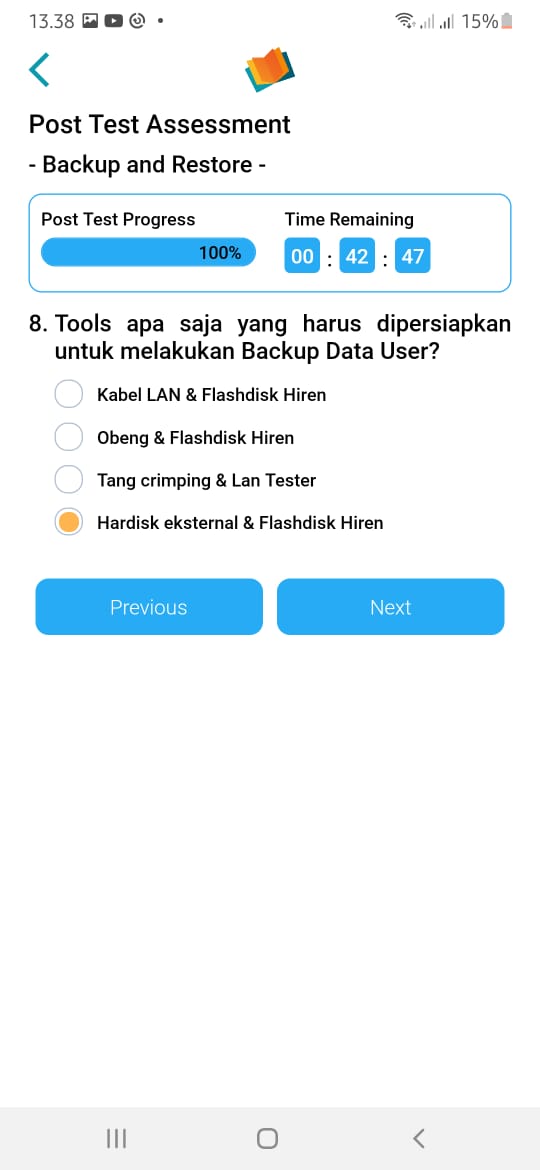 13.38
15%
Post Test Assessment
- Backup and Restore -
Post Test Progress
Time Remaining
100%
00 : 42 : 47
8. Tools apa saja yang harus dipersiapkan
untuk melakukan Backup Data User?
Kabel LAN & Flashdisk Hiren
Obeng & Flashdisk Hiren
Tang crimping & Lan Tester
Hardisk eksternal & Flashdisk Hiren
Previous
Next